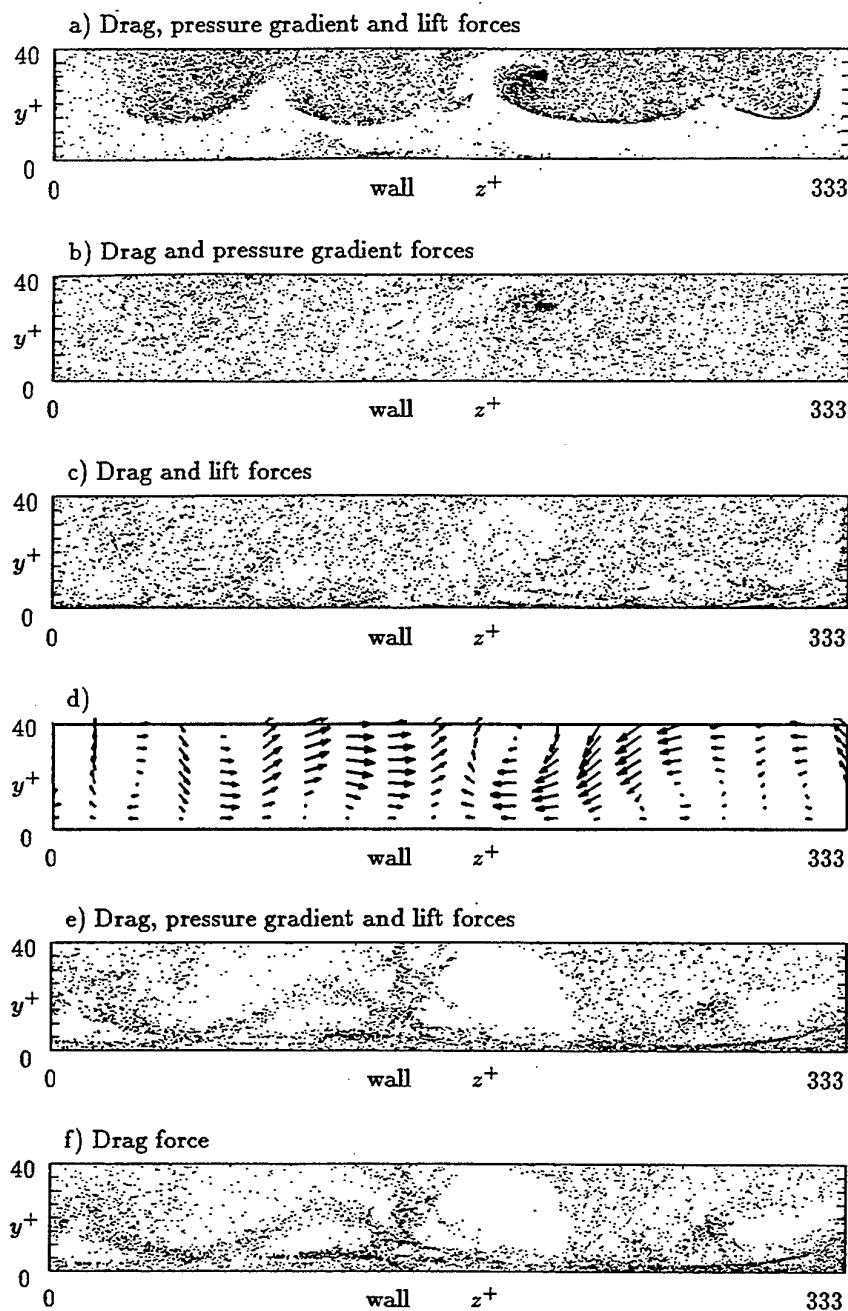 a) Drag, pressure gradient and lift forces
40
y+
0
0 wall z+ 333
b) Drag and pressure gradient forces
40
y+
0
0 wall z+ 333
c) Drag and lift forces
40
y+
0
0 wall z+ 333
d)
40
y+
0
0 wall z+ 333
e) Drag, pressure gradient and lift forces
40
y+
0
0 wall z+ 333
f) Drag force
40
y+
0
0 wall z+ 333